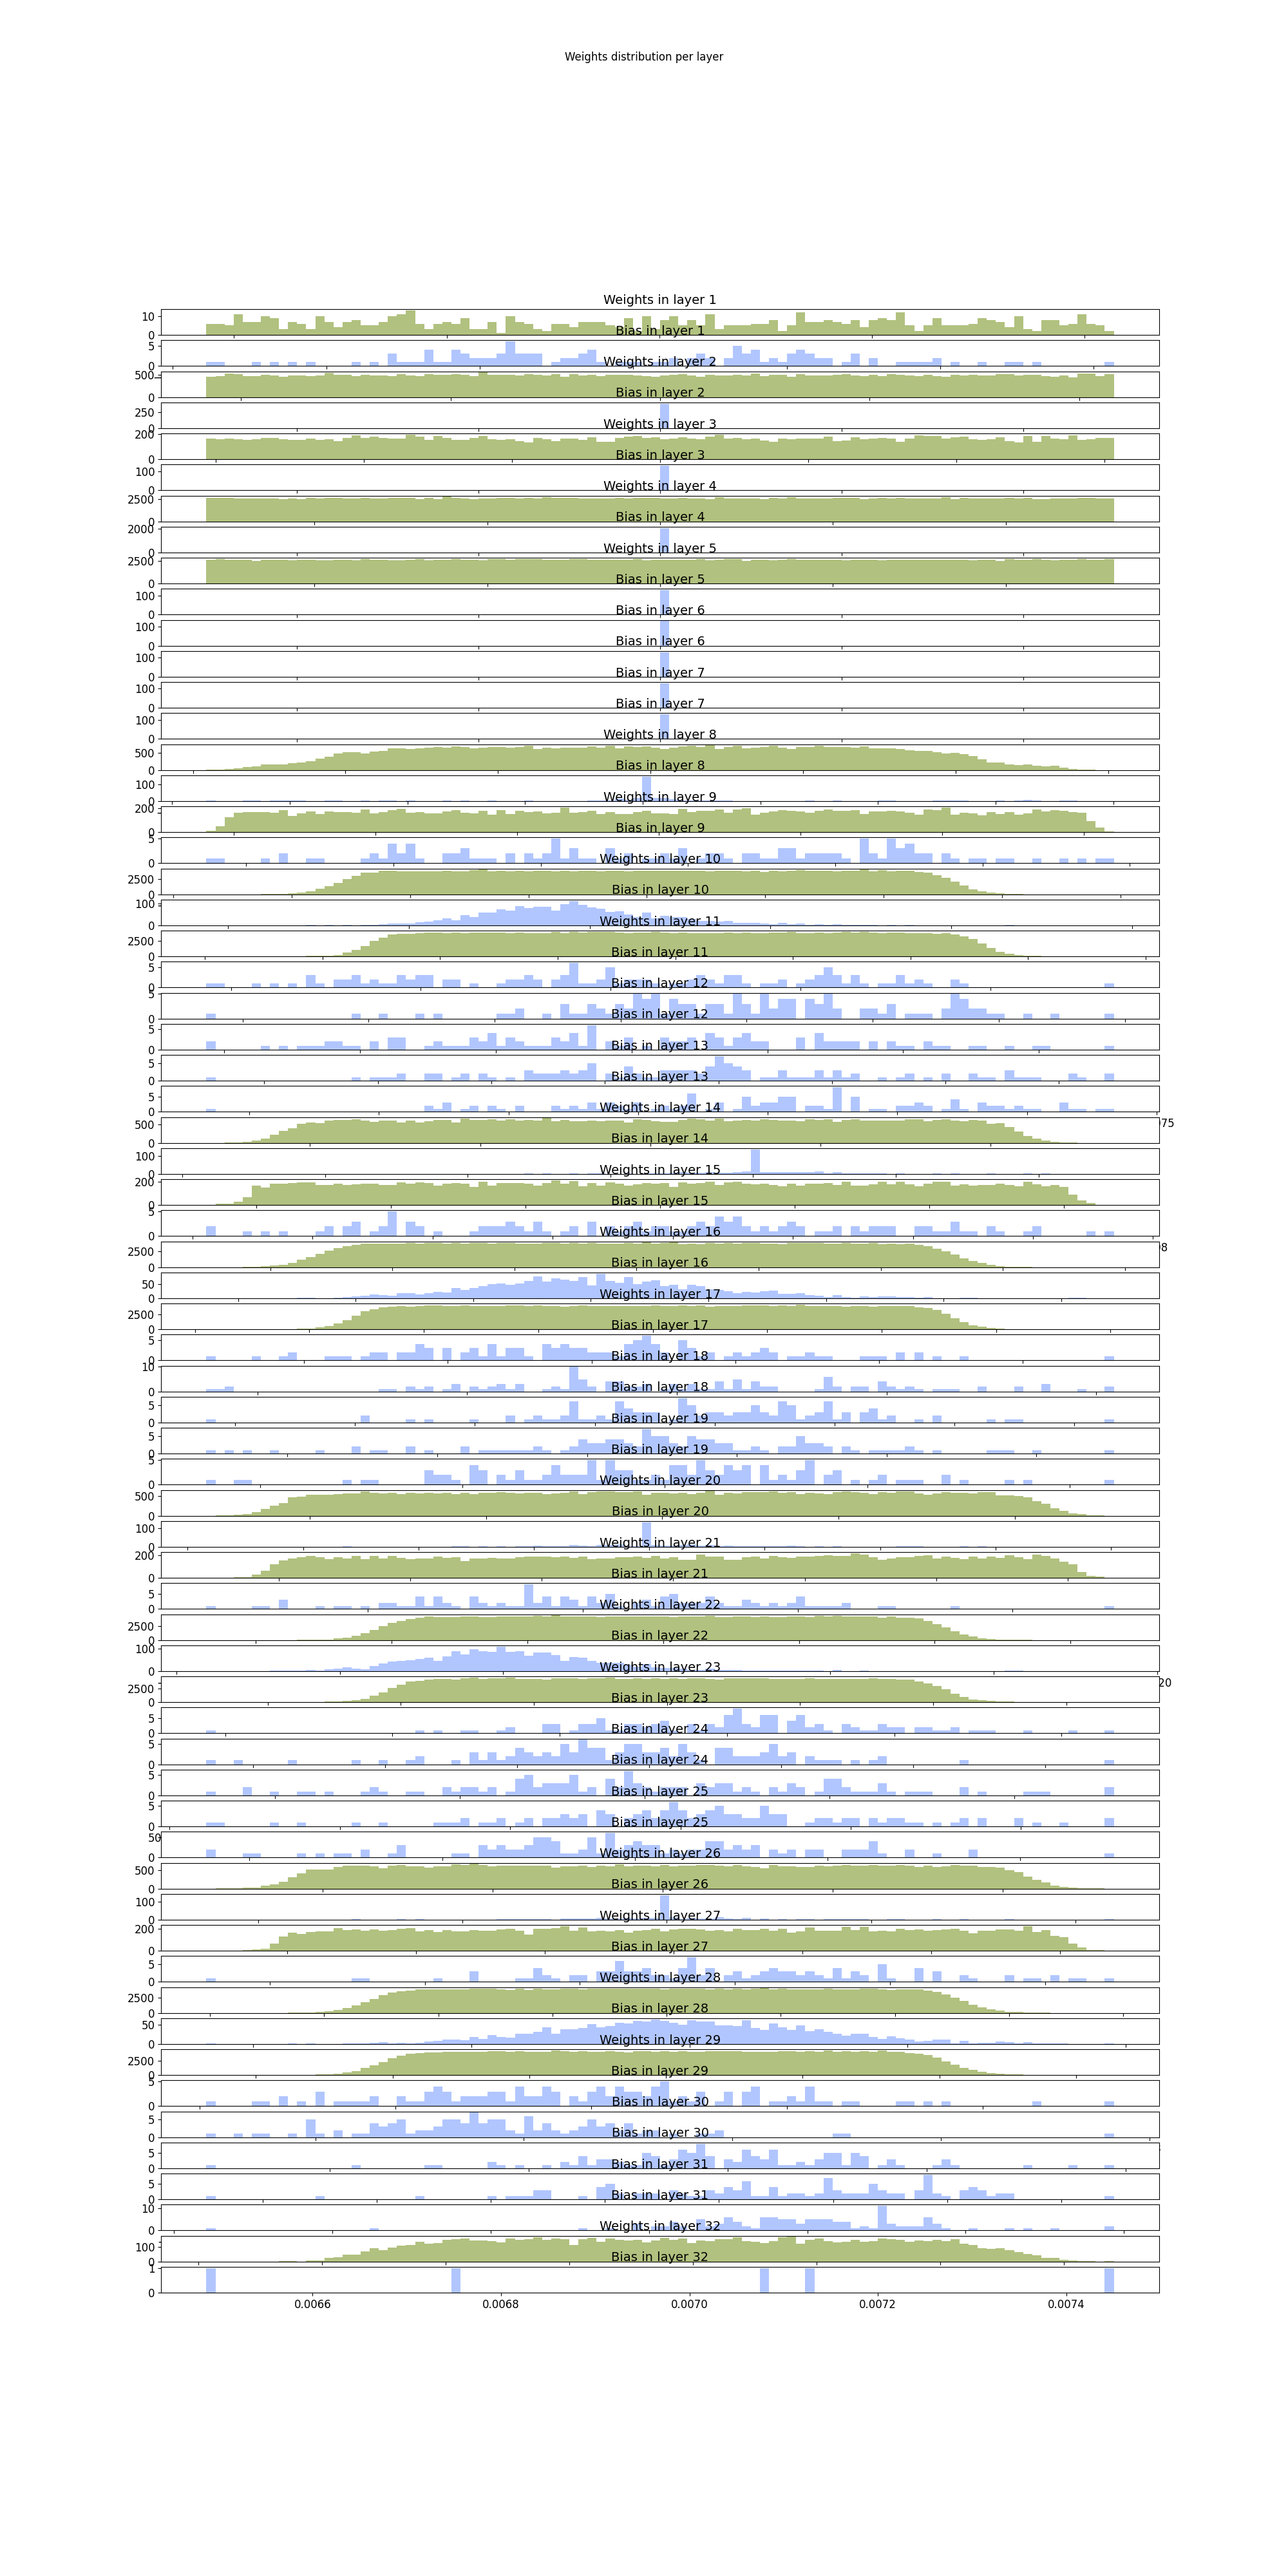 Weights distribution per layer
Weights in layer 1
10
0
Bias in layer 1
5
0
Weights in layer 2
500
0
Bias in layer 2
250
0
Weights in layer 3
200
0
Bias in layer 3
100
0
Weights in layer 4
2500
0
Bias in layer 4
2000
0
Weights in layer 5
2500
0
Bias in layer 5
100
0
Bias in layer 6
100
0
Bias in layer 6
100
0
Bias in layer 7
100
0
Bias in layer 7
100
0
Weights in layer 8
500
0
Bias in layer 8
100
0
Weights in layer 9
200
0
Bias in layer 9
5
0
Weights in layer 10
2500
0
Bias in layer 10
100
0
Weights in layer 11
2500
0
Bias in layer 11
5
0
Bias in layer 12
5
0
Bias in layer 12
5
0
Bias in layer 13
5
0
Bias in layer 13
5
0
Weights in layer 14
75
500
0
Bias in layer 14
100
0
Weights in layer 15
200
0
Bias in layer 15
5
0
Weights in layer 16
2500
0
Bias in layer 16
50
0
Weights in layer 17
2500
0
Bias in layer 17
5
0
Bias in layer 18
10
0
Bias in layer 18
5
0
Bias in layer 19
5
0
Bias in layer 19
5
0
Weights in layer 20
500
0
Bias in layer 20
100
0
Weights in layer 21
200
0
Bias in layer 21
5
0
Weights in layer 22
2500
0
Bias in layer 22
100
0
Weights in layer 23
20
2500
0
Bias in layer 23
5
0
Bias in layer 24
5
0
Bias in layer 24
5
0
Bias in layer 25
5
0
Bias in layer 25
5
0
Weights in layer 26
500
0
Bias in layer 26
100
0
Weights in layer 27
200
0
Bias in layer 27
5
0
Weights in layer 28
2500
0
Bias in layer 28
50
0
Weights in layer 29
2500
0
Bias in layer 29
5
0
Bias in layer 30
5
0
Bias in layer 30
5
0
Bias in layer 31
5
0
Bias in layer 31
10
0
Weights in layer 32
100
0
Bias in layer 32
1
0
0.0066 0.0068 0.0070 0.0072 0.0074